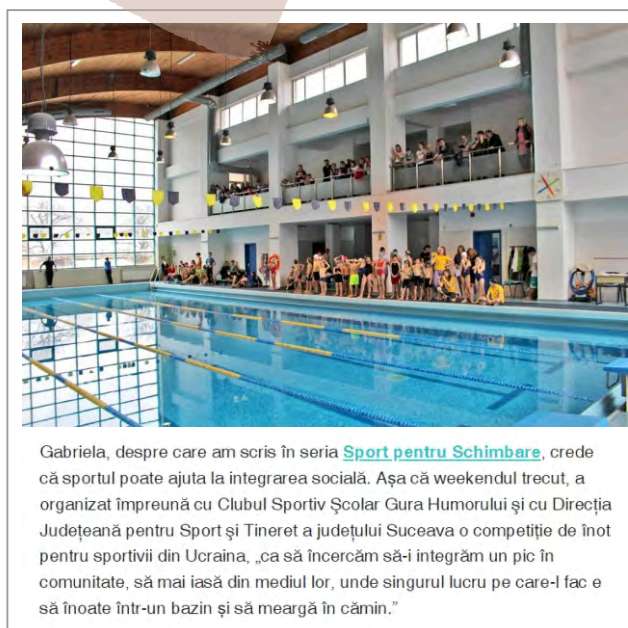 Gabriela, despre care am scris în seria Sport pentru Schimbare, crede
că sportul poate ajuta la integrarea socială. Așa că weekendul trecut, a
organizat împreună cu Clubul Sportiv Școlar Gura Humorului și cu Direcția
Județeană pentru Sport și Tineret a județului Suceava o competiție de înot
pentru sportivii din Ucraina, „ca să încercăm să-i integrăm un pic în
comunitate, să mai iasă din mediul lor, unde singurul lucru pe care-l fac e
să înoate într-un bazin și să meargă în cămin.”